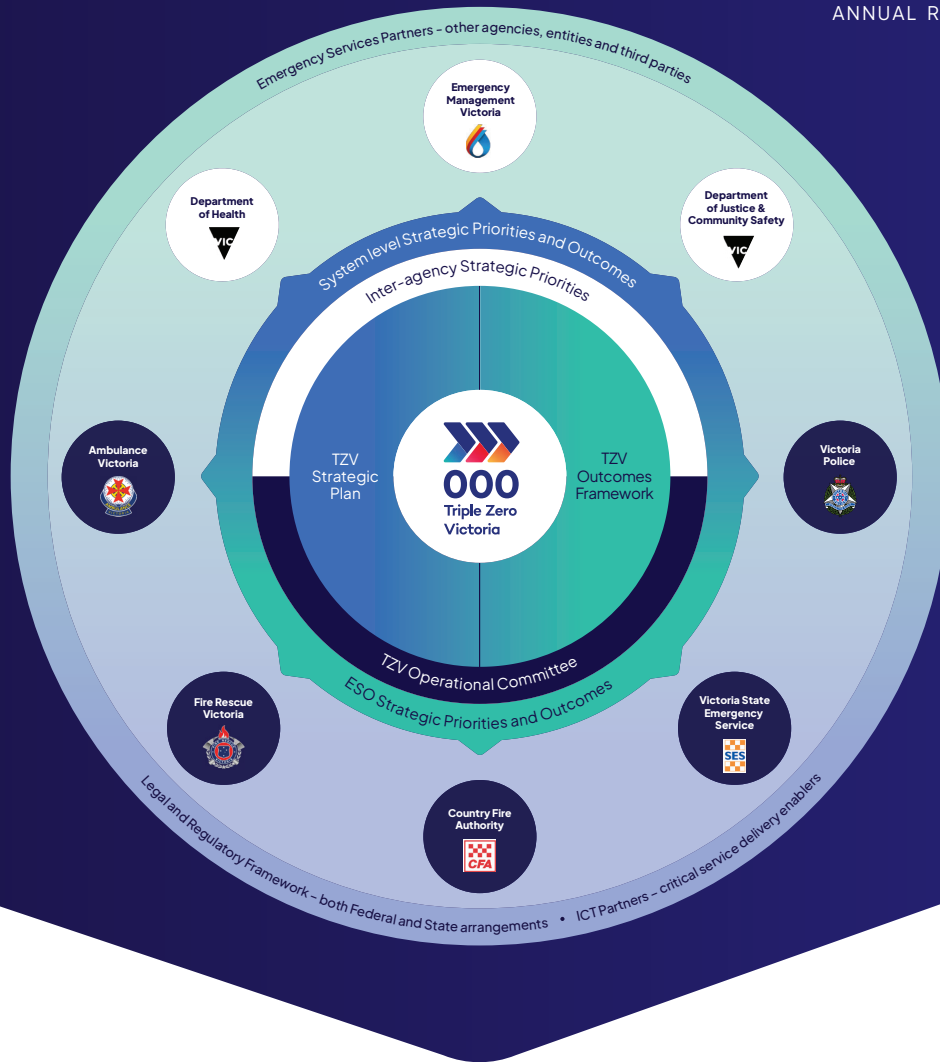 ANNUAL R
Emergency Services Partners – other agencies, entities and third parties
Emergency
Management
Victoria
Department
of Health
VIC
Department
of Justice &
Community Safety
VIC
System level Strategic Priorities and Outcomes
Inter-agency Strategic Priorities
Ambulance
Victoria
TZV
Strategic
Plan
000
Triple Zero
Victoria
TZV
Outcomes
Framework
Victoria
Police
TZV Operational Committee
ESO Strategic Priorities and Outcomes
Fire Rescue
Victoria
Victoria State
Emergency
Service
SES
Country Fire
Authority
CFA
Legal and Regulatory Framework – both Federal and State arrangements • ICT Partners – critical service delivery enablers